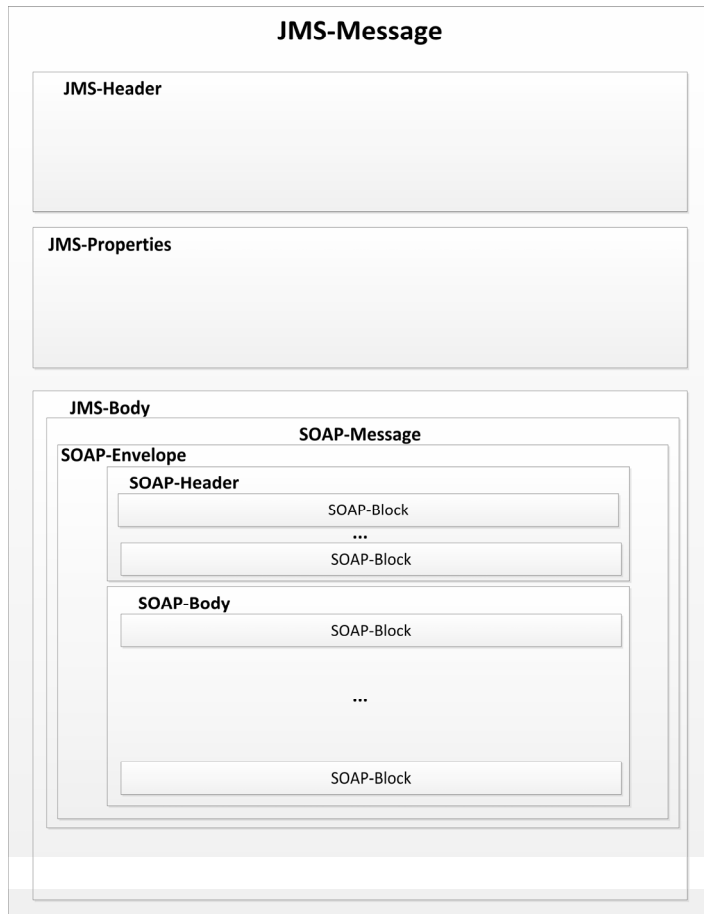 JMS-Message
JMS-Header
JMS-Properties
JMS-Body
SOAP-Message
SOAP-Envelope
SOAP-Header
SOAP-Block
...
SOAP-Block
SOAP-Body
SOAP-Block
...
SOAP-Block